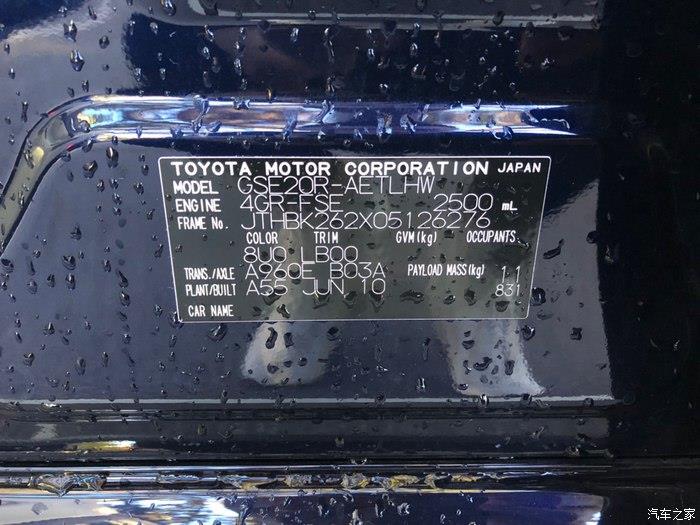 TOYOTA MOTOR CORPORATION JAPAN
MODEL GSE20R-AETLHW
ENGINE 4GR-FSE 2500 mL
FRAME No. JTHBK262X05126276
COLOR TRIM GVM(kg) OCCUPANTS
8U0 LB00
TRANS./AXLE A960E B03A PAYLOAD MASS(kg) 1.1
PLANT/BUILT A55 JUN 10 831
CAR NAME
汽车之家